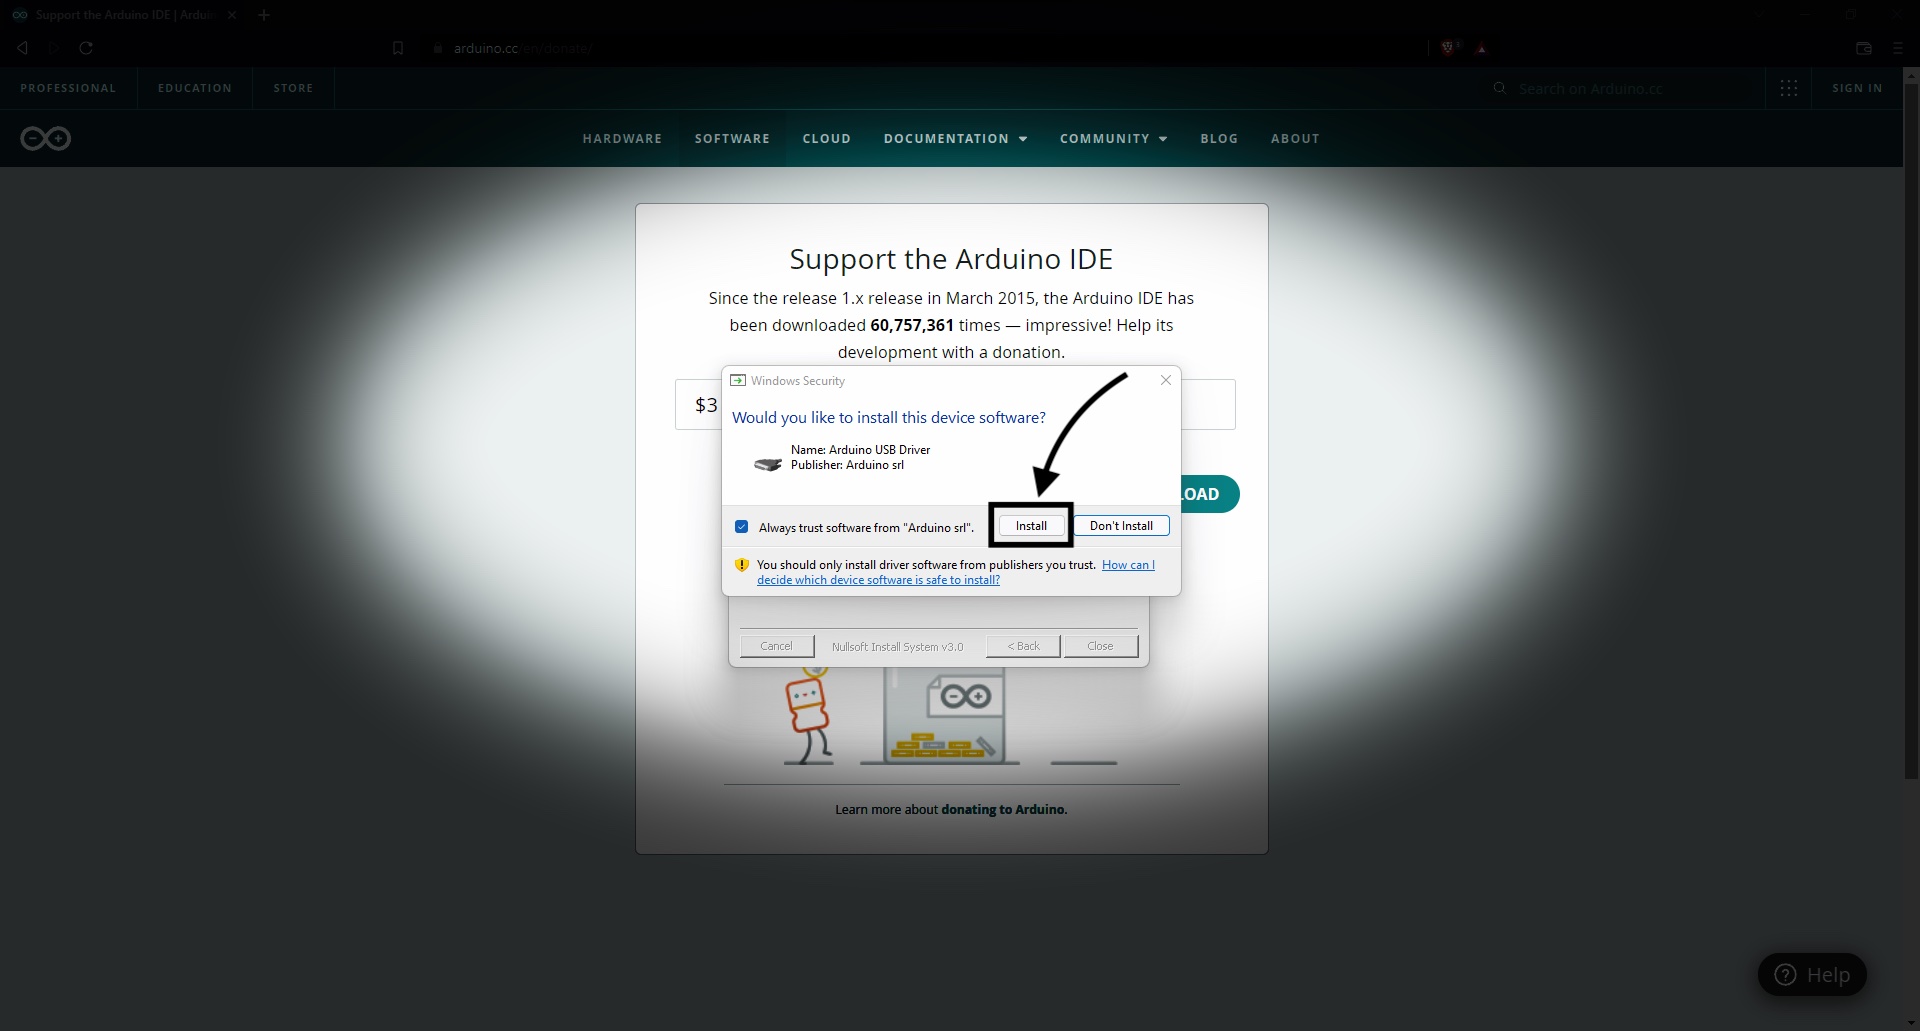 Support the Arduino IDE | Ardui
arduino.cc/en/donate/
PROFESSIONAL
EDUCATION
STORE
Search on Arduino.cc
SIGN IN
HARDWARE
SOFTWARE
CLOUD
DOCUMENTATION
COMMUNITY
BLOG
ABOUT
Support the Arduino IDE
Since the release 1.x release in March 2015, the Arduino IDE has
been downloaded 60,757,361 times — impressive! Help its
development with a donation.
$3
LOAD
Windows Security
Would you like to install this device software?
Name: Arduino USB Driver
Publisher: Arduino srl
Always trust software from "Arduino srl".
Install
Don't Install
You should only install driver software from publishers you trust. How can I
decide which device software is safe to install?
Cancel
Nullsoft Install System v3.0
< Back
Close
Learn more about donating to Arduino.
Help